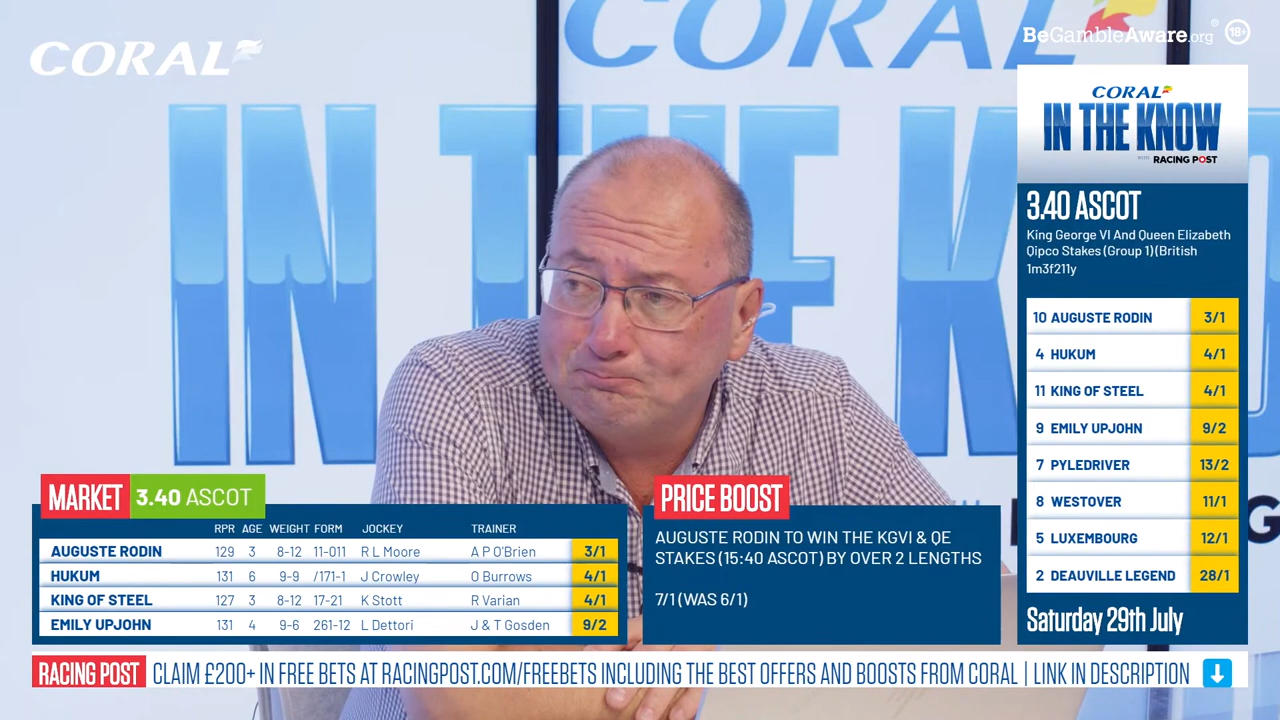 CORAL
CORAL
BeGambleAware.org® 18+
IN THE K
CORAL
IN THE KNOW
WITH RACING POST
3.40 ASCOT
King George VI And Queen Elizabeth
Qipco Stakes (Group 1) (British
1m3f211y
10 AUGUSTE RODIN 3/1
4 HUKUM 4/1
11 KING OF STEEL 4/1
9 EMILY UPJOHN 9/2
7 PYLEDRIVER 13/2
8 WESTOVER 11/1
5 LUXEMBOURG 12/1
2 DEAUVILLE LEGEND 28/1
Saturday 29th July
MARKET 3.40 ASCOT
RPR AGE WEIGHT FORM JOCKEY TRAINER
AUGUSTE RODIN 129 3 8-12 11-011 R L Moore A P O'Brien 3/1
HUKUM 131 6 9-9 /171-1 J Crowley O Burrows 4/1
KING OF STEEL 127 3 8-12 17-21 K Stott R Varian 4/1
EMILY UPJOHN 131 4 9-6 261-12 L Dettori J & T Gosden 9/2
PRICE BOOST
AUGUSTE RODIN TO WIN THE KGVI & QE
STAKES (15:40 ASCOT) BY OVER 2 LENGTHS
7/1 (WAS 6/1)
RACING POST CLAIM £200+ IN FREE BETS AT RACINGPOST.COM/FREEBETS INCLUDING THE BEST OFFERS AND BOOSTS FROM CORAL | LINK IN DESCRIPTION